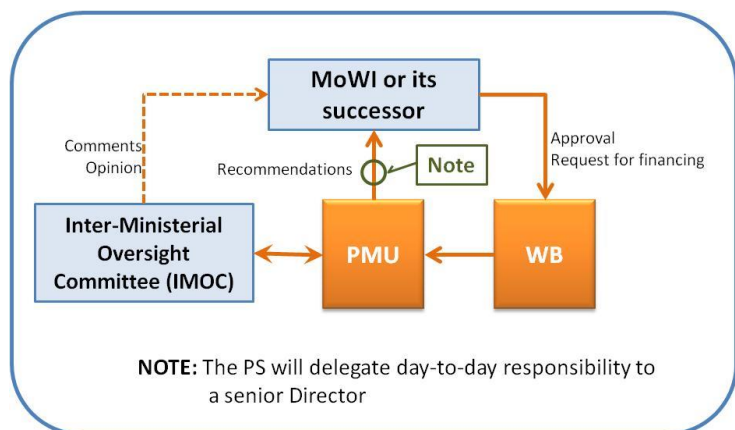 MoWI or its
successor
Comments
Opinion
Approval
Request for financing
Recommendations
Note
Inter-Ministerial
Oversight
Committee (IMOC)
PMU
WB
NOTE: The PS will delegate day-to-day responsibility to
a senior Director